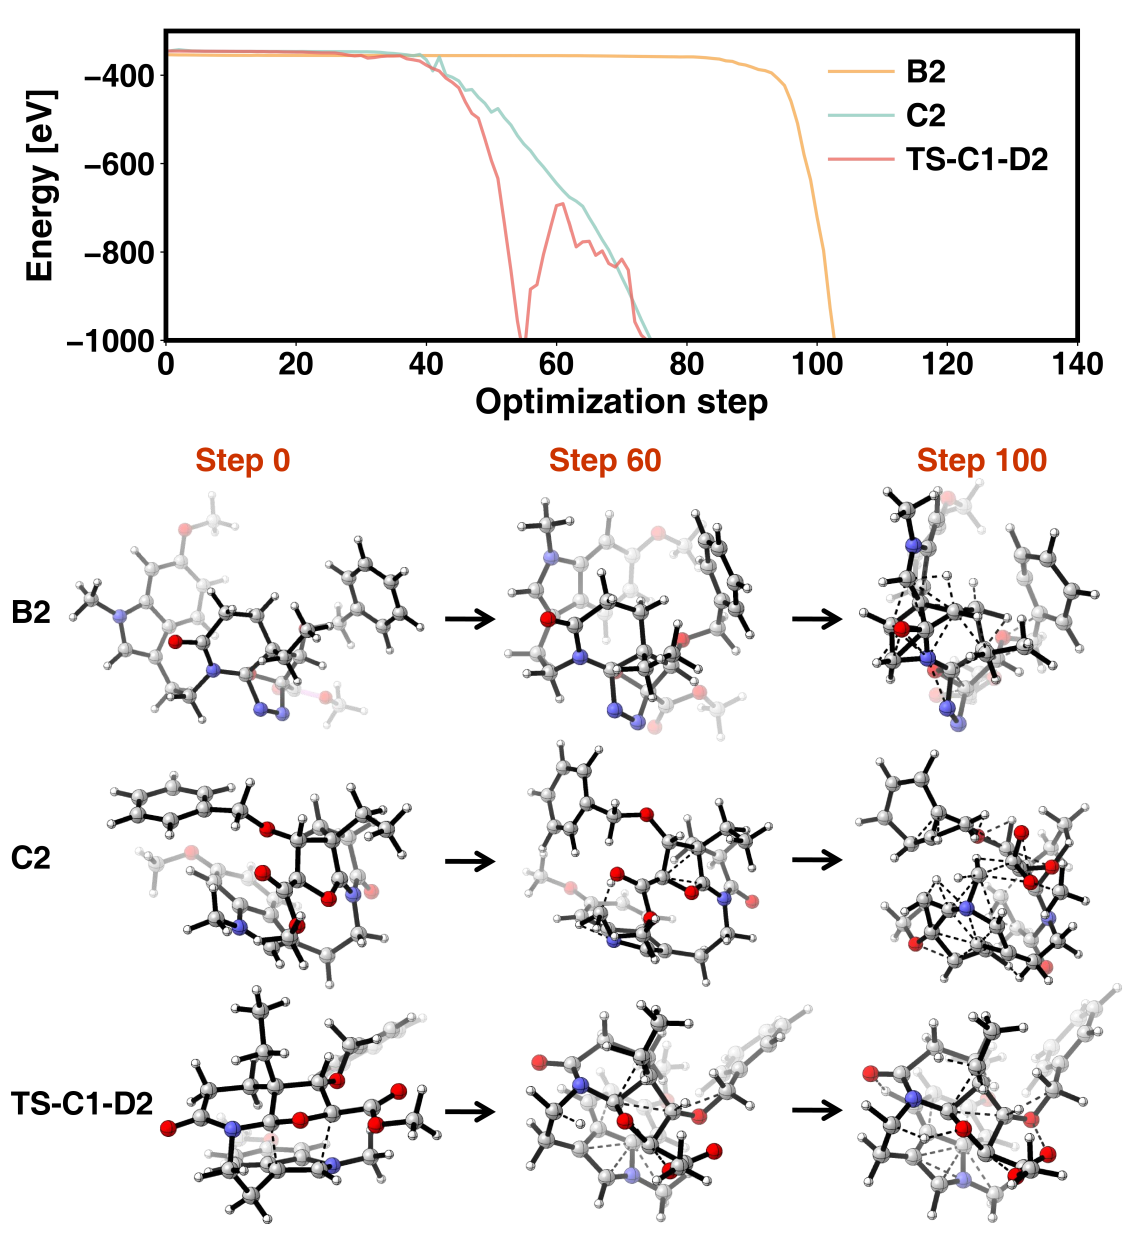 −400
−600
−800
−1000
Energy [eV]
B2
C2
TS-C1-D2
0 20 40 60 80 100 120 140
Optimization step
Step 0 Step 60 Step 100
B2
C2
TS-C1-D2